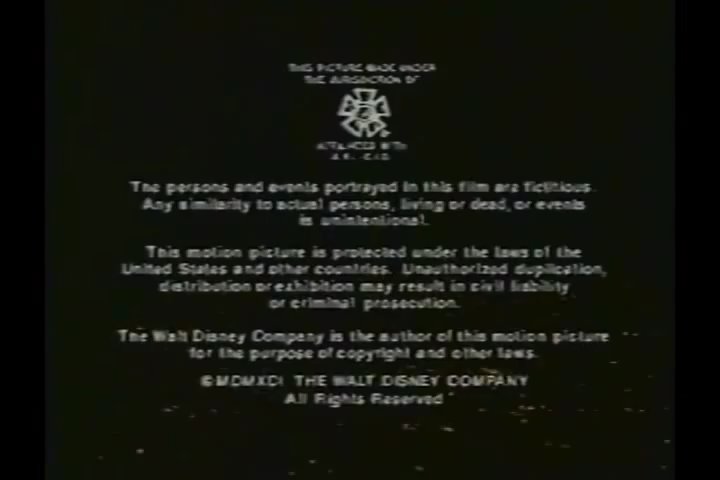 THIS PICTURE MADE UNDER
THE JURISDICTION OF
AFFILIATED WITH
The persons and events portrayed in this film are fictitious.
Any similarity to actual persons, living or dead, or events
is unintentional.
This motion picture is protected under the laws of the
United States and other countries. Unauthorized duplication,
distribution or exhibition may result in civil liability
or criminal prosecution.
The Walt Disney Company is the author of this motion picture
for the purpose of copyright and other laws.
©MDMXCI THE WALT DISNEY COMPANY
All Rights Reserved